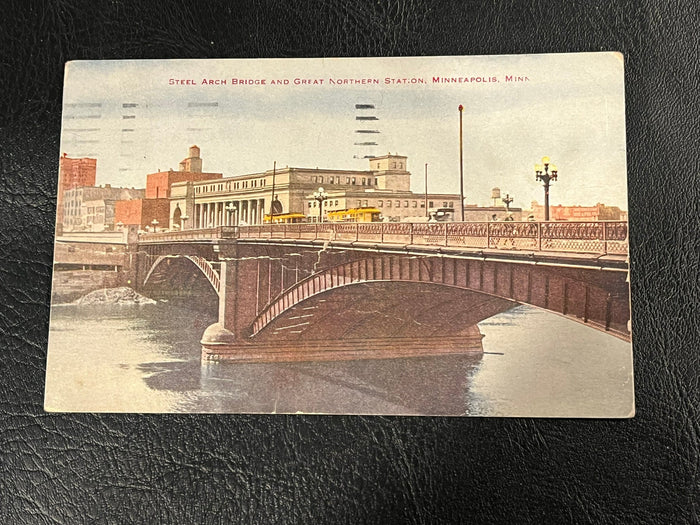 Steel Arch Bridge and Great Northern Station, Minneapolis, Minn